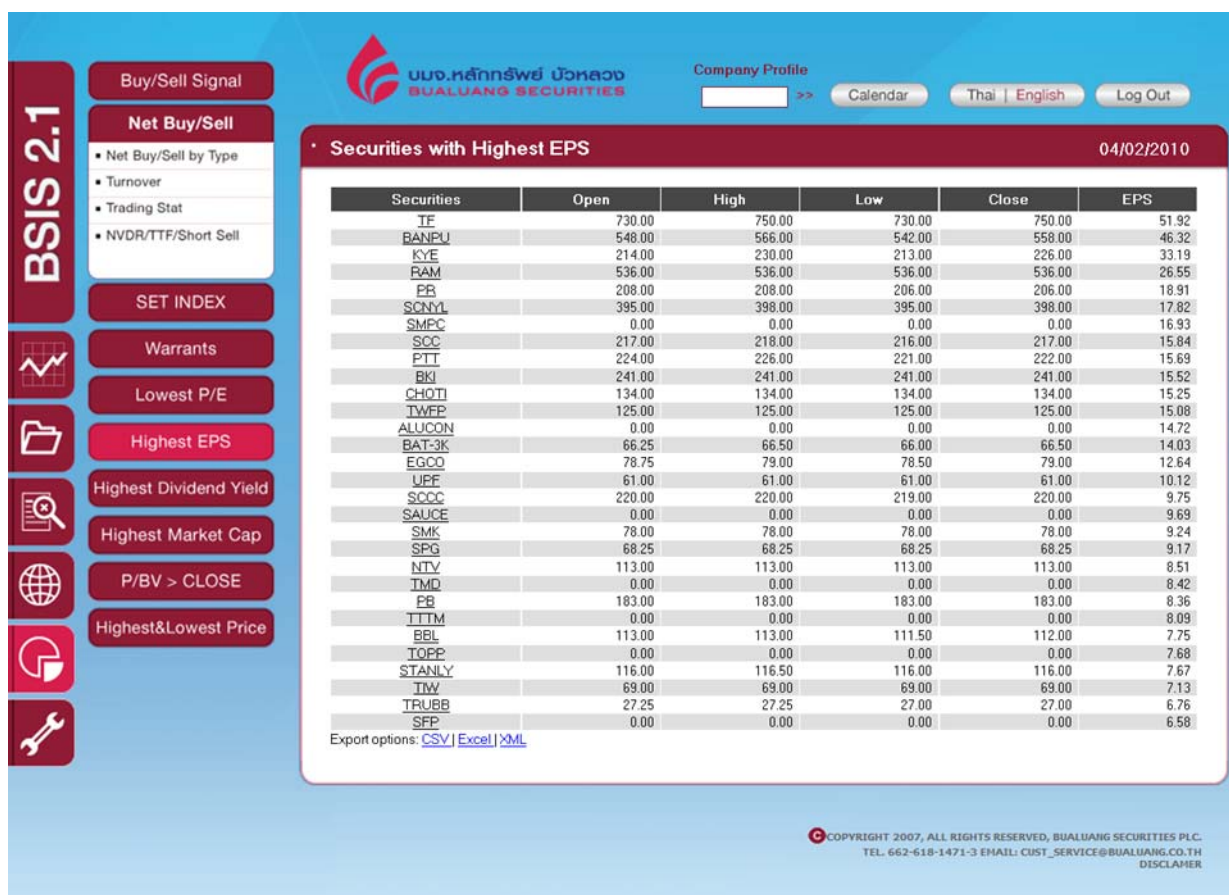 BSIS 2.1
Buy/Sell Signal
Net Buy/Sell
Net Buy/Sell by Type
Turnover
Trading Stat
NVDR/TTF/Short Sell
SET INDEX
Warrants
Lowest P/E
Highest EPS
Highest Dividend Yield
Highest Market Cap
P/BV > CLOSE
Highest&Lowest Price
บมจ.หลักทรัพย์ บัวหลวง
BUALUANG SECURITIES
Company Profile
>> Calendar Thai | English Log Out
Securities with Highest EPS 04/02/2010
Securities Open High Low Close EPS
TF 730.00 750.00 730.00 750.00 51.92
BANPU 548.00 566.00 542.00 558.00 46.32
KYE 214.00 230.00 213.00 226.00 33.19
RAM 536.00 536.00 536.00 536.00 26.55
PR 208.00 208.00 206.00 206.00 18.91
SCNYL 395.00 398.00 395.00 398.00 17.82
SMPC 0.00 0.00 0.00 0.00 16.93
SCC 217.00 218.00 216.00 217.00 15.84
PTT 224.00 226.00 221.00 222.00 15.69
BKI 241.00 241.00 241.00 241.00 15.52
CHOTI 134.00 134.00 134.00 134.00 15.25
TWFP 125.00 125.00 125.00 125.00 15.08
ALUCON 0.00 0.00 0.00 0.00 14.72
BAT-3K 66.25 66.50 66.00 66.50 14.03
EGCO 78.75 79.00 78.50 79.00 12.64
UPF 61.00 61.00 61.00 61.00 10.12
SCCC 220.00 220.00 219.00 220.00 9.75
SAUCE 0.00 0.00 0.00 0.00 9.69
SMK 78.00 78.00 78.00 78.00 9.24
SPG 68.25 68.25 68.25 68.25 9.17
NTV 113.00 113.00 113.00 113.00 8.51
TMD 0.00 0.00 0.00 0.00 8.42
PB 183.00 183.00 183.00 183.00 8.36
TTTM 0.00 0.00 0.00 0.00 8.09
BBL 113.00 113.00 111.50 112.00 7.75
TOPP 0.00 0.00 0.00 0.00 7.68
STANLY 116.00 116.50 116.00 116.00 7.67
TIW 69.00 69.00 69.00 69.00 7.13
TRUBB 27.25 27.25 27.00 27.00 6.76
SFP 0.00 0.00 0.00 0.00 6.58
Export options: CSV | Excel | XML
C COPYRIGHT 2007, ALL RIGHTS RESERVED, BUALUANG SECURITIES PLC.
TEL. 662-618-1471-3 EMAIL: CUST_SERVICE@BUALUANG.CO.TH
DISCLAMER